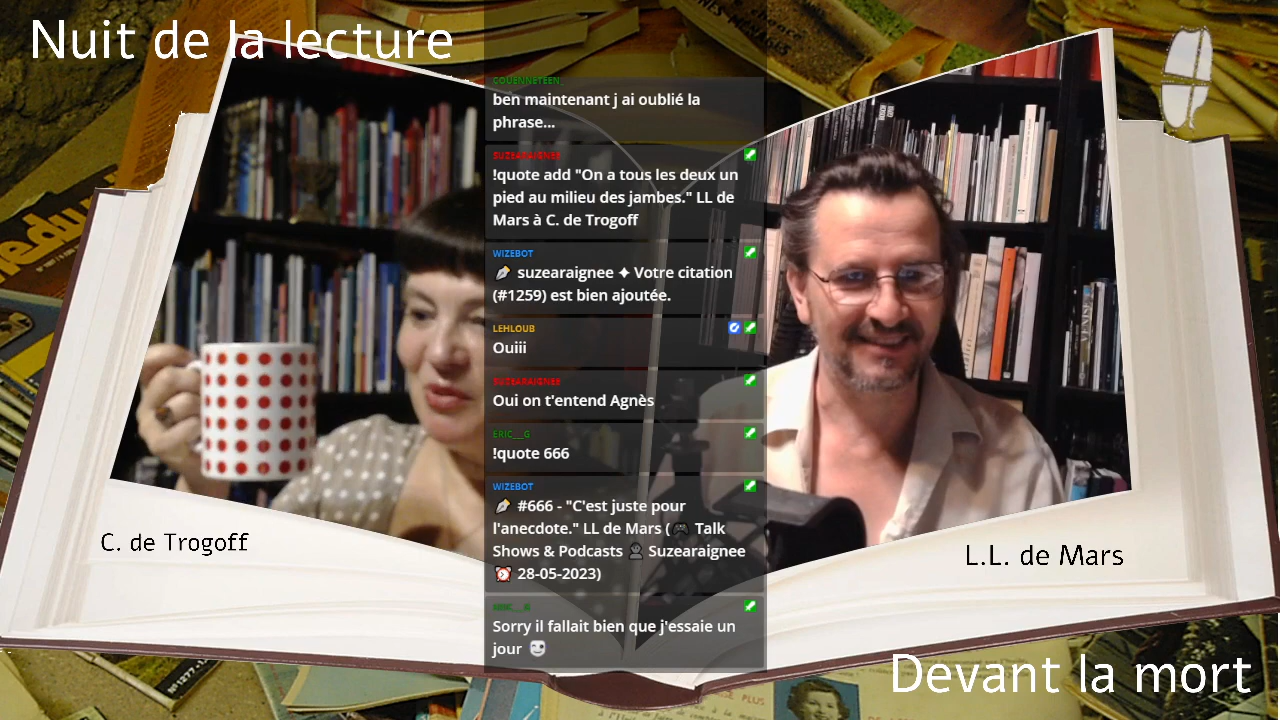 Nuit de la lecture
COUENNETEEN
ben maintenant j ai oublié la
phrase...
SUZEARAIGNEE
!quote add "On a tous les deux un
pied au milieu des jambes." LL de
Mars à C. de Trogoff
WIZEBOT
suzearaignee ✦ Votre citation
(#1259) est bien ajoutée.
LEHLOUB
Ouiii
SUZEARAIGNEE
Oui on t'entend Agnès
ERIC__G
!quote 666
WIZEBOT
#666 - "C'est juste pour
l'anecdote." LL de Mars (🎮 Talk
Shows & Podcasts 👤 Suzearaignee
⏰ 28-05-2023)
ERIC__G
Sorry il fallait bien que j'essaie un
jour
C. de Trogoff
L.L. de Mars
Devant la mort
VENISE
PLUS